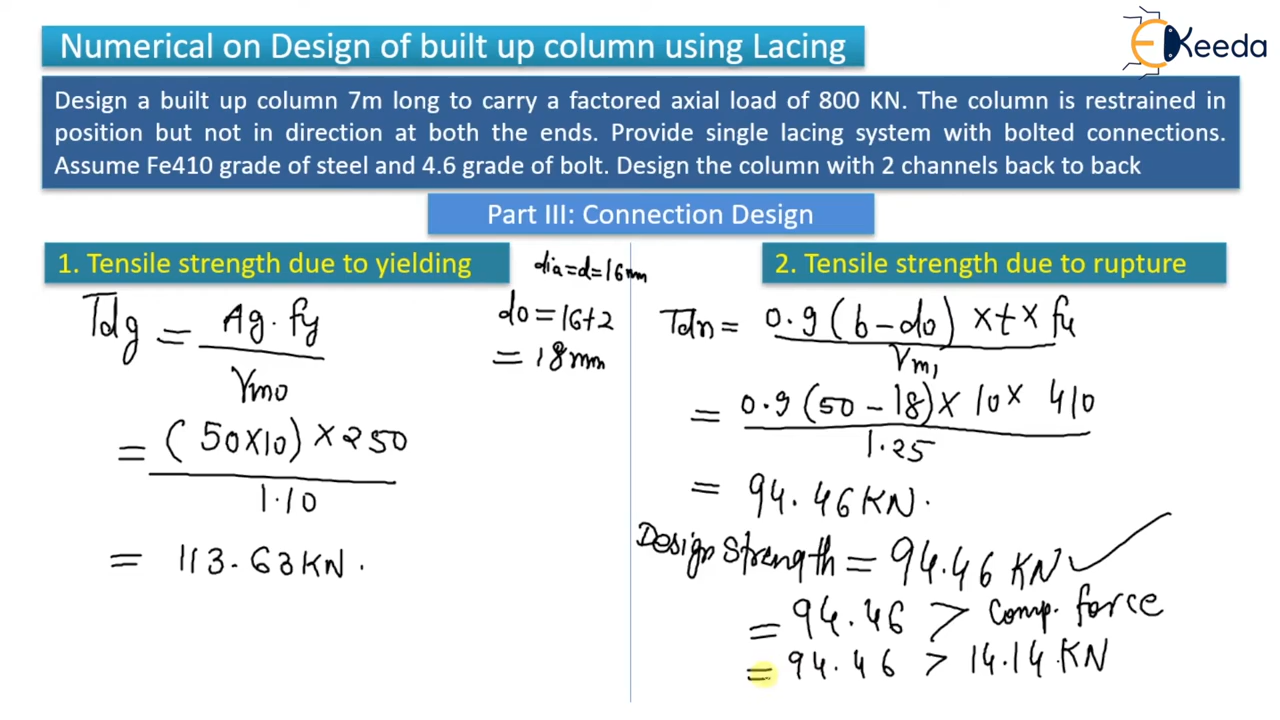 Numerical on Design of built up column using Lacing
EKeeda
Design a built up column 7m long to carry a factored axial load of 800 KN. The column is restrained in
position but not in direction at both the ends. Provide single lacing system with bolted connections.
Assume Fe410 grade of steel and 4.6 grade of bolt. Design the column with 2 channels back to back
Part III: Connection Design
1. Tensile strength due to yielding
Tdg = Ag. fy / γmo
= (50×10) × 250 / 1.10
= 113.63 KN.
dia = d = 16mm
do = 16+2
= 18mm
2. Tensile strength due to rupture
Tdn = 0.9 (b - do) × t × fu / γm1
= 0.9 (50 - 18) × 10 × 410 / 1.25
= 94.46 KN.
Design Strength = 94.46 KN ✓
= 94.46 > Comp. force
= 94.46 > 14.14 KN